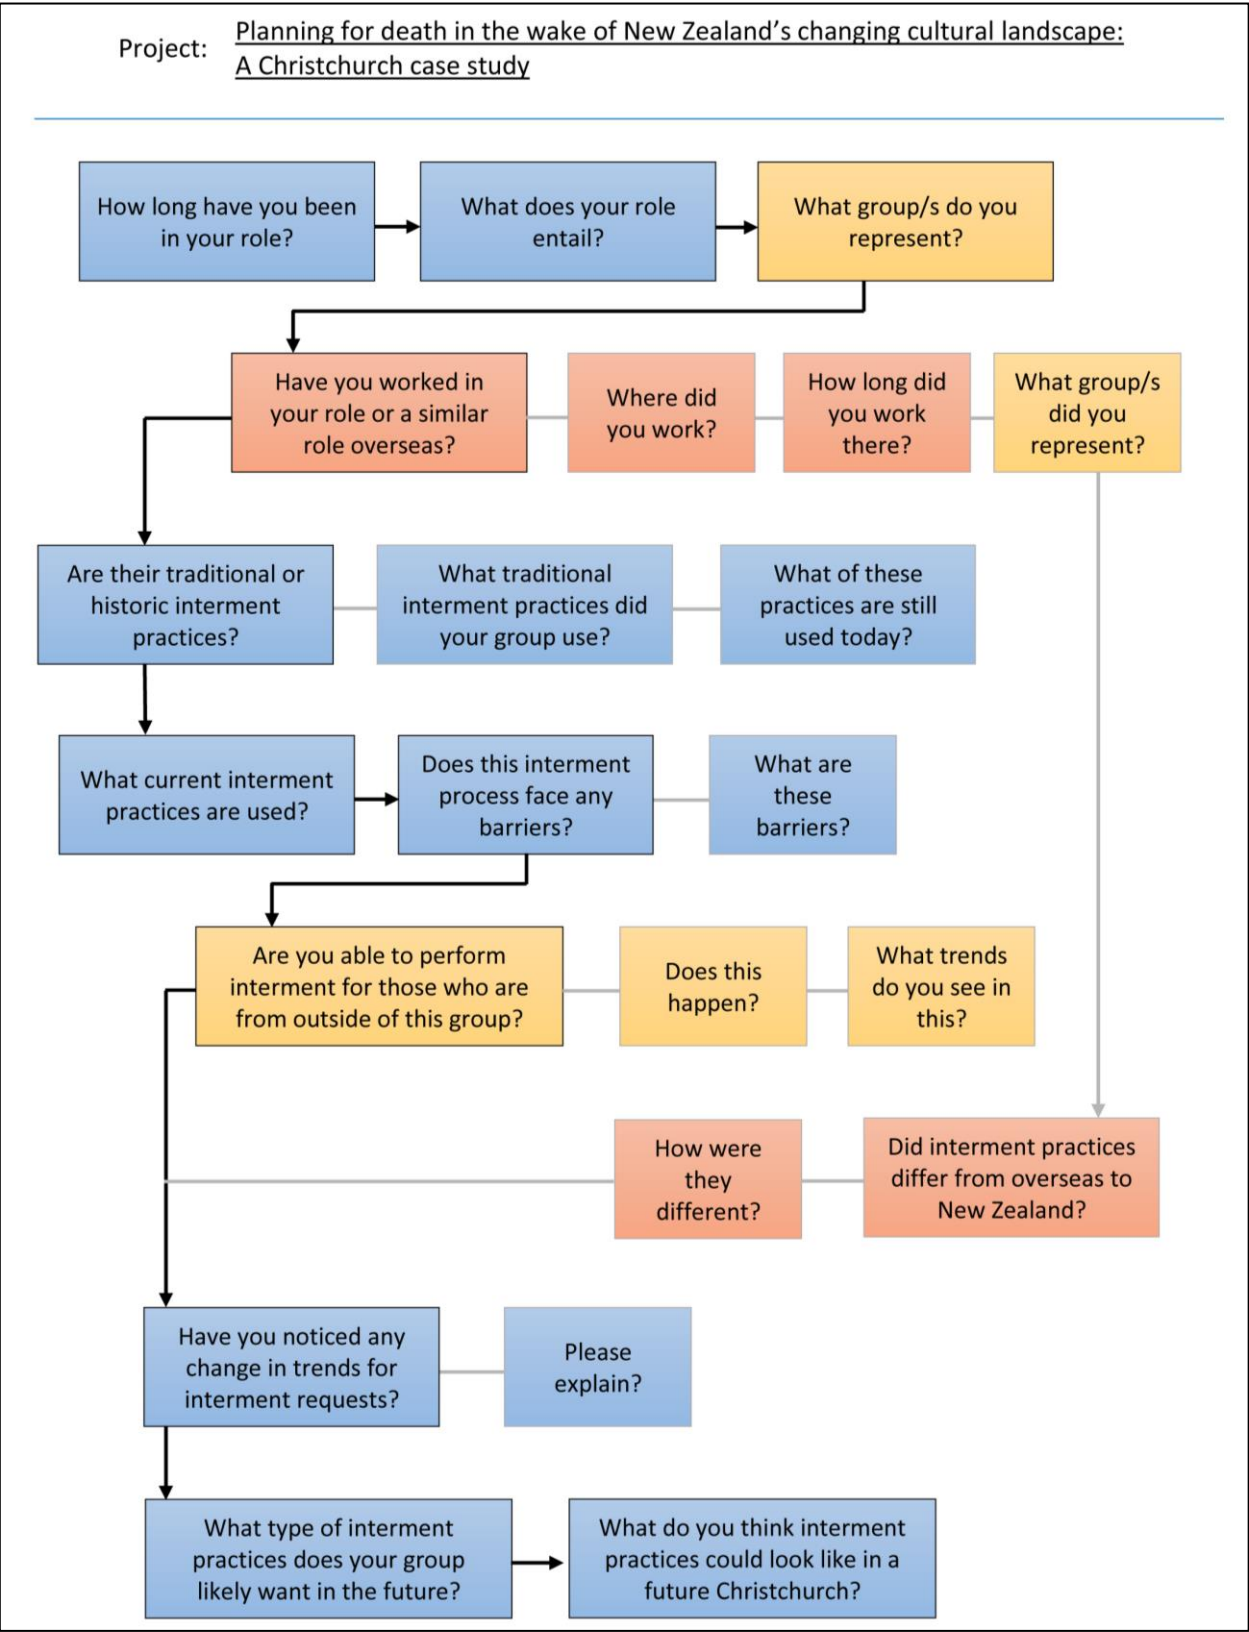 Project:
Planning for death in the wake of New Zealand's changing cultural landscape:
A Christchurch case study
How long have you been
in your role?
What does your role
entail?
What group/s do you
represent?
Have you worked in
your role or a similar
role overseas?
Where did
you work?
How long did
you work
there?
What group/s
did you
represent?
Are their traditional or
historic interment
practices?
What traditional
interment practices did
your group use?
What of these
practices are still
used today?
What current interment
practices are used?
Does this interment
process face any
barriers?
What are
these
barriers?
Are you able to perform
interment for those who are
from outside of this group?
Does this
happen?
What trends
do you see in
this?
How were
they
different?
Did interment practices
differ from overseas to
New Zealand?
Have you noticed any
change in trends for
interment requests?
Please
explain?
What type of interment
practices does your group
likely want in the future?
What do you think interment
practices could look like in a
future Christchurch?